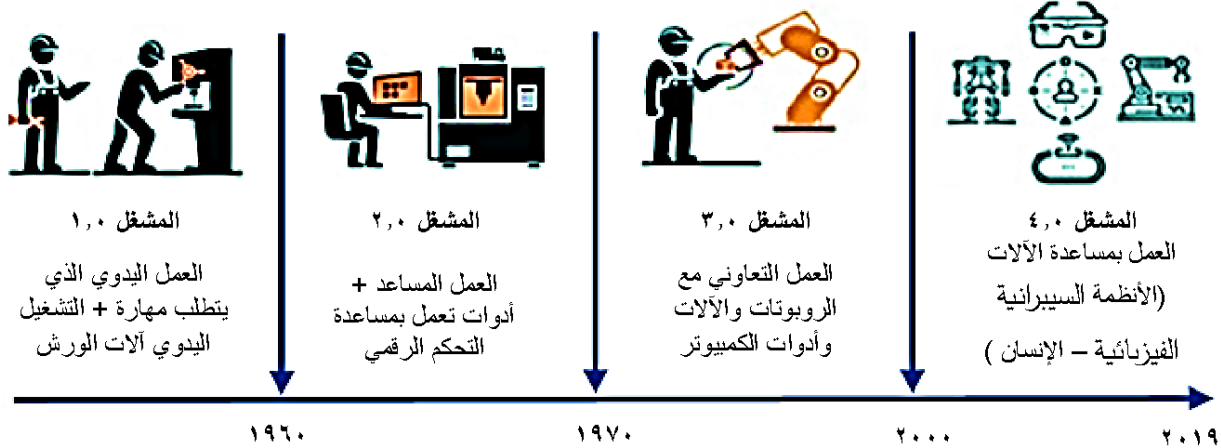 المشغل ١,٠
العمل اليدوي الذي
يتطلب مهارة + التشغيل
اليدوي آلات الورش
المشغل ٢,٠
العمل المساعد +
أدوات تعمل بمساعدة
التحكم الرقمي
المشغل ٣,٠
العمل التعاوني مع
الروبوتات والآلات
وأدوات الكمبيوتر
المشغل ٤,٠
العمل بمساعدة الآلات
(الأنظمة السيبرانية
الفيزيائية – الإنسان )
١٩٦٠
١٩٧٠
٢٠٠٠
٢٠١٩